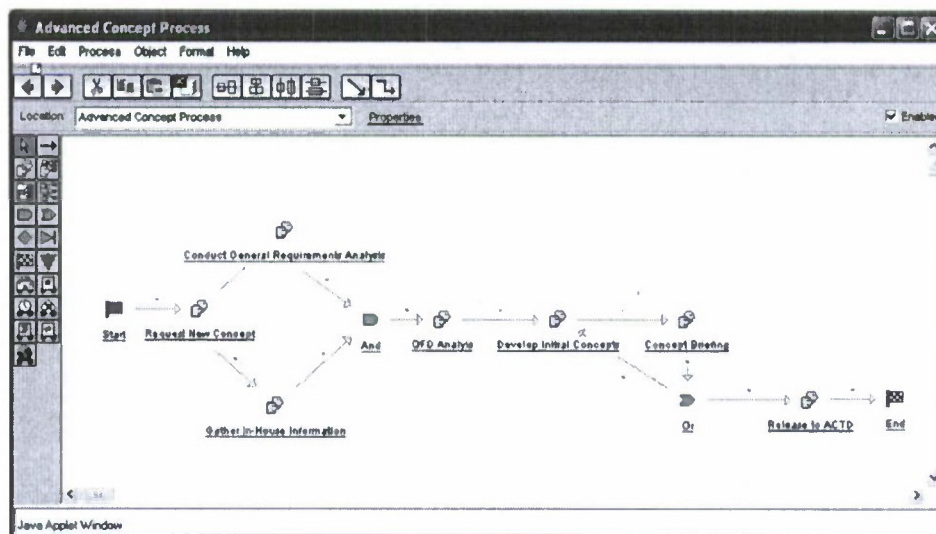 Advanced Concept Process
File Edit Process Object Format Help
Location: Advanced Concept Process Properties Enabled
Conduct General Requirements Analysis
Start Request New Concept And QFD Analysis Develop Initial Concepts Concept Briefing
Gather In-House Information Or Release to ACTD End
Java Applet Window